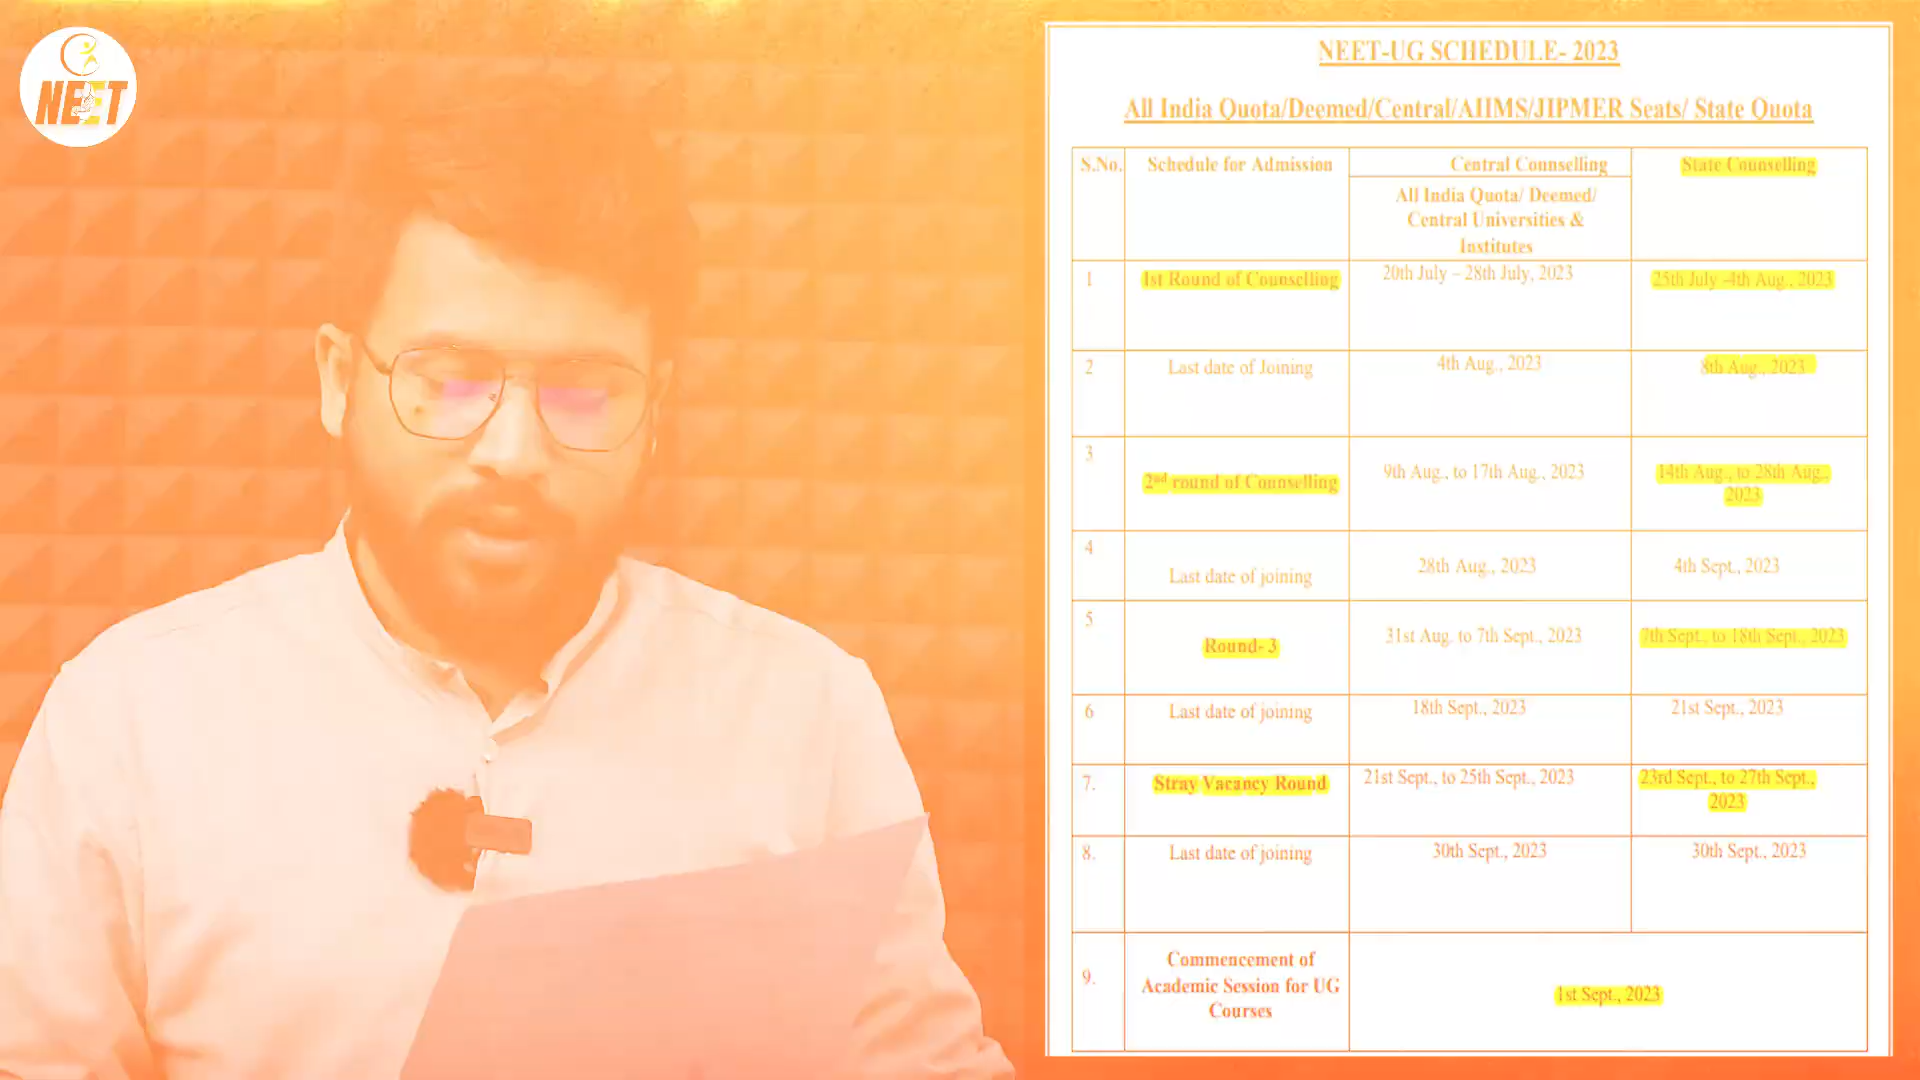 NEET
NEET-UG SCHEDULE- 2023
All India Quota/Deemed/Central/AIIMS/JIPMER Seats/ State Quota
S.No.
Schedule for Admission
Central Counselling
State Counselling
All India Quota/ Deemed/
Central Universities &
Institutes
1
1st Round of Counselling
20th July – 28th July, 2023
25th July –4th Aug., 2023
2
Last date of Joining
4th Aug., 2023
8th Aug., 2023
3
2nd round of Counselling
9th Aug., to 17th Aug., 2023
14th Aug., to 28th Aug.,
2023
4
Last date of joining
28th Aug., 2023
4th Sept., 2023
5
Round- 3
31st Aug. to 7th Sept., 2023
7th Sept., to 18th Sept., 2023
6
Last date of joining
18th Sept., 2023
21st Sept., 2023
7.
Stray Vacancy Round
21st Sept., to 25th Sept., 2023
23rd Sept., to 27th Sept.,
2023
8.
Last date of joining
30th Sept., 2023
30th Sept., 2023
9.
Commencement of
Academic Session for UG
Courses
1st Sept., 2023